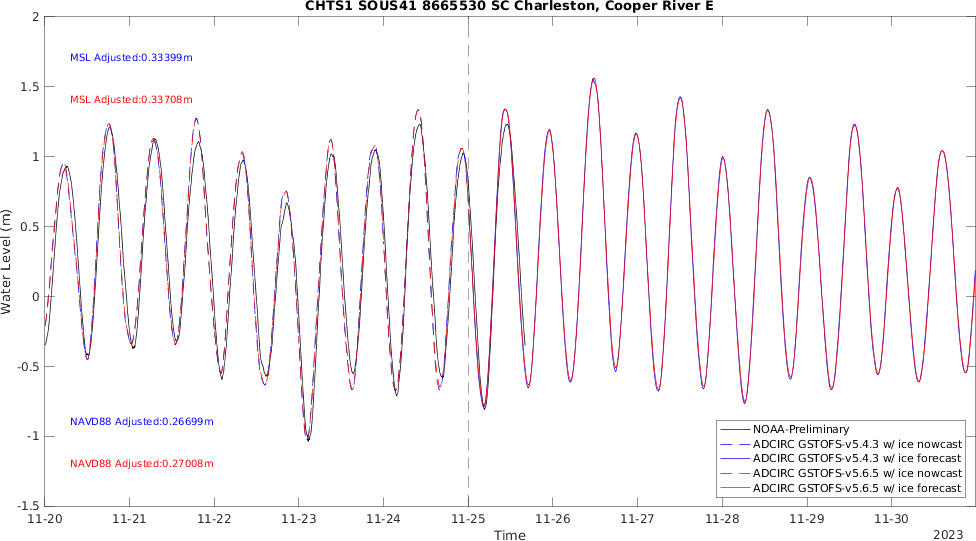 CHTS1 SOUS41 8665530 SC Charleston, Cooper River E
2
1.5
1
0.5
0
-0.5
-1
-1.5
Water Level (m)
MSL Adjusted:0.33399m
MSL Adjusted:0.33708m
NAVD88 Adjusted:0.26699m
NAVD88 Adjusted:0.27008m
NOAA-Preliminary
ADCIRC GSTOFS-v5.4.3 w/ ice nowcast
ADCIRC GSTOFS-v5.4.3 w/ ice forecast
ADCIRC GSTOFS-v5.6.5 w/ ice nowcast
ADCIRC GSTOFS-v5.6.5 w/ ice forecast
11-20 11-21 11-22 11-23 11-24 11-25 11-26 11-27 11-28 11-29 11-30
Time
2023